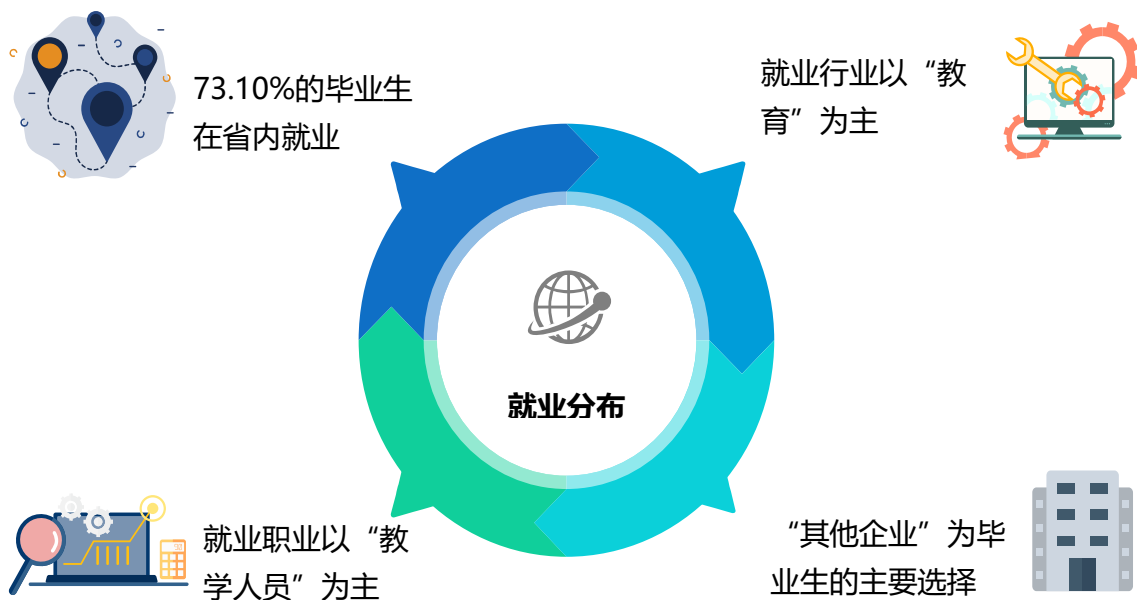 73.10%的毕业生
在省内就业
就业行业以“教
育”为主
就业分布
就业职业以“教
学人员”为主
“其他企业”为毕
业生的主要选择